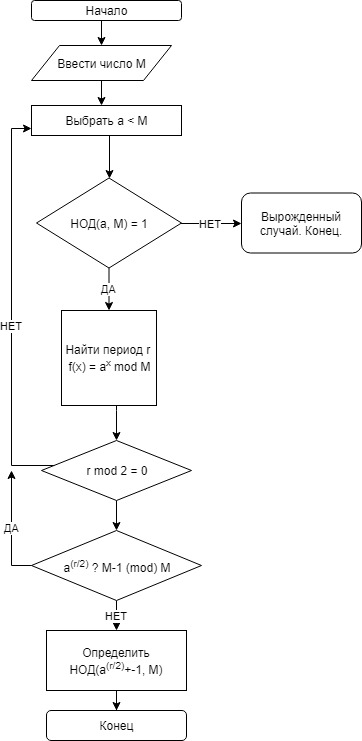 Начало
Ввести число M
Выбрать a < M
НОД(a, M) = 1
НЕТ
Вырожденный
случай. Конец.
ДА
Найти период r
f(x) = aˣ mod M
НЕТ
r mod 2 = 0
ДА
a^(r/2) ? M-1 (mod) M
НЕТ
Определить
НОД(a^(r/2)+-1, M)
Конец